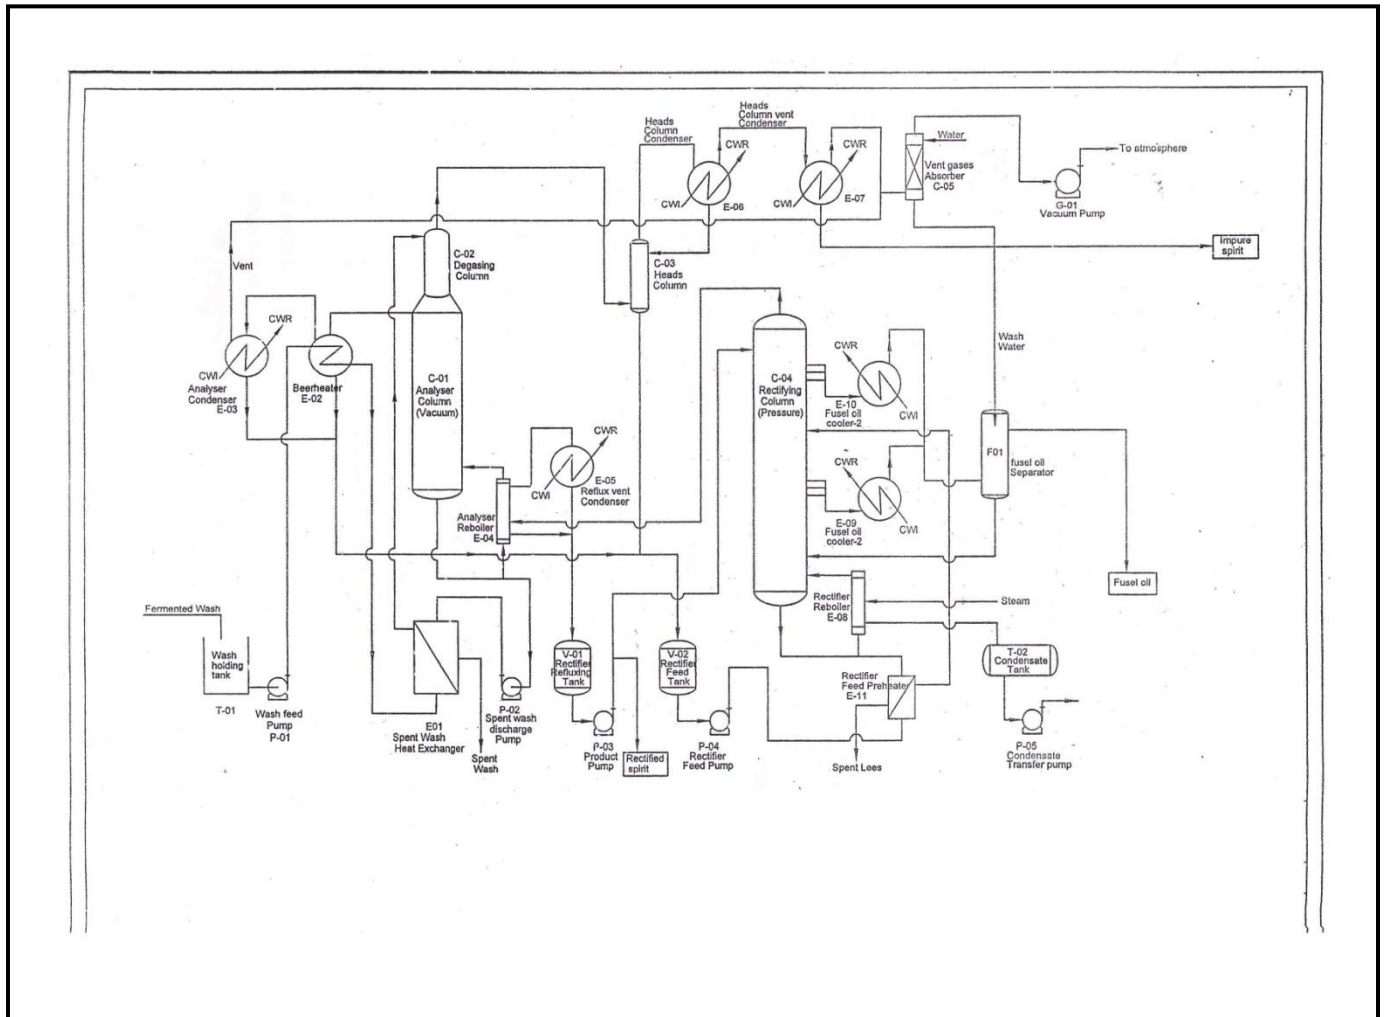 Heads
Column
Condenser
Heads
Column vent
Condenser
CWR
CWI
E-06
CWR
CWI
E-07
Water
Vent gases
Absorber
C-05
To atmosphere
G-01
Vacuum Pump
Impure
spirit
Vent
C-02
Degasing
Column
C-03
Heads
Column
CWR
CWI
Analyser
Condenser
E-03
Beerheater
E-02
C-01
Analyser
Column
(Vacuum)
CWR
CWI
E-05
Reflux vent
Condenser
Analyser
Reboiler
E-04
C-04
Rectifying
Column
(Pressure)
CWR
CWI
E-10
Fusel oil
cooler-2
CWR
CWI
E-09
Fusel oil
cooler-2
Wash
Water
F01
fusel oil
Separator
Fusel oil
Rectifier
Reboiler
E-08
Steam
Fermented Wash
Wash
holding
tank
T-01
Wash feed
Pump
P-01
E01
Spent Wash
Heat Exchanger
Spent
Wash
P-02
Spent wash
discharge
Pump
V-01
Rectifier
Refluxing
Tank
P-03
Product
Pump
Rectified
spirit
V-02
Rectifier
Feed
Tank
P-04
Rectifier
Feed Pump
Rectifier
Feed Preheater
E-11
Spent Lees
T-02
Condensate
Tank
P-05
Condensate
Transfer pump